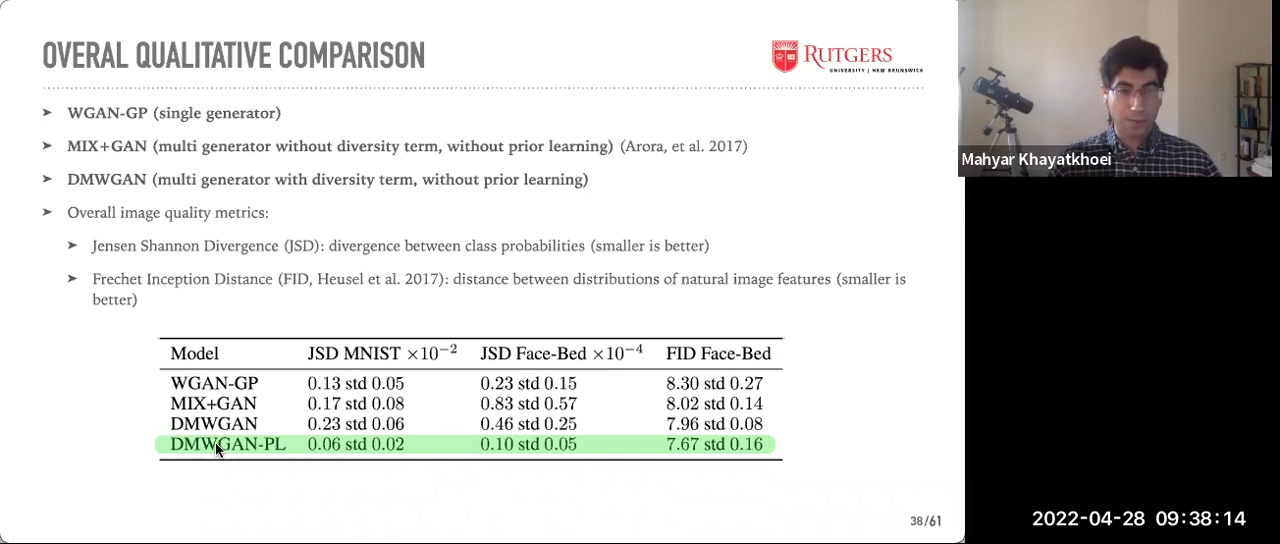 OVERAL QUALITATIVE COMPARISON
RUTGERS
UNIVERSITY | NEW BRUNSWICK
➤ WGAN-GP (single generator)
➤ MIX+GAN (multi generator without diversity term, without prior learning) (Arora, et al. 2017)
➤ DMWGAN (multi generator with diversity term, without prior learning)
➤ Overall image quality metrics:
➤ Jensen Shannon Divergence (JSD): divergence between class probabilities (smaller is better)
➤ Frechet Inception Distance (FID, Heusel et al. 2017): distance between distributions of natural image features (smaller is
better)
Model JSD MNIST ×10⁻² JSD Face-Bed ×10⁻⁴ FID Face-Bed
WGAN-GP 0.13 std 0.05 0.23 std 0.15 8.30 std 0.27
MIX+GAN 0.17 std 0.08 0.83 std 0.57 8.02 std 0.14
DMWGAN 0.23 std 0.06 0.46 std 0.25 7.96 std 0.08
DMWGAN-PL 0.06 std 0.02 0.10 std 0.05 7.67 std 0.16
38/61
Mahyar Khayatkhoei
2022-04-28 09:38:14